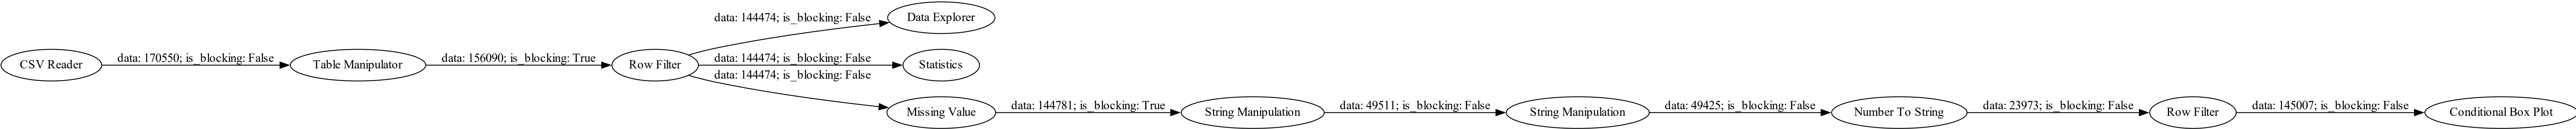 data: 144474; is_blocking: False
Data Explorer
CSV Reader
data: 170550; is_blocking: False
Table Manipulator
data: 156090; is_blocking: True
Row Filter
data: 144474; is_blocking: False
Statistics
data: 144474; is_blocking: False
Missing Value
data: 144781; is_blocking: True
String Manipulation
data: 49511; is_blocking: False
String Manipulation
data: 49425; is_blocking: False
Number To String
data: 23973; is_blocking: False
Row Filter
data: 145007; is_blocking: False
Conditional Box Plot